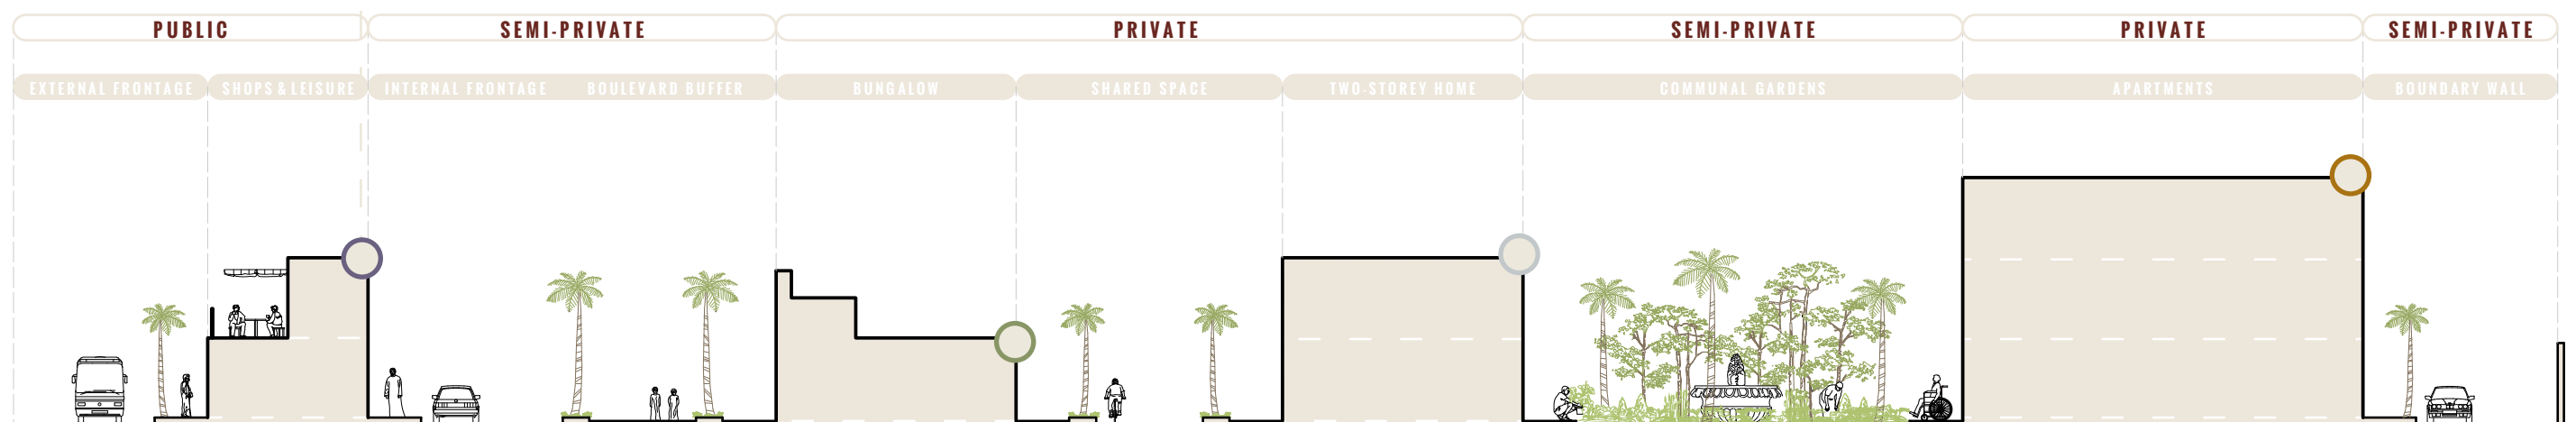 PUBLIC
SEMI-PRIVATE
PRIVATE
SEMI-PRIVATE
PRIVATE
SEMI-PRIVATE
EXTERNAL FRONTAGE
SHOPS & LEISURE
INTERNAL FRONTAGE
BOULEVARD BUFFER
BUNGALOW
SHARED SPACE
TWO-STOREY HOME
COMMUNAL GARDENS
APARTMENTS
BOUNDARY WALL